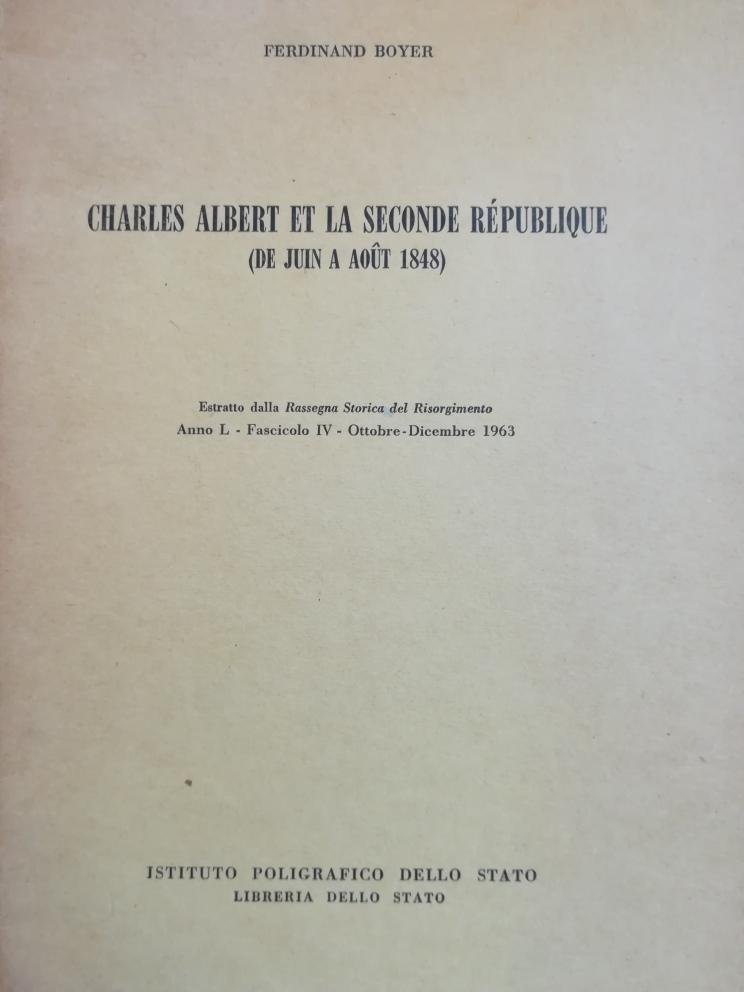 FERDINAND BOYER
CHARLES ALBERT ET LA SECONDE RÉPUBLIQUE
(DE JUIN A AOÛT 1848)
Estratto dalla Rassegna Storica del Risorgimento
Anno L - Fascicolo IV - Ottobre-Dicembre 1963
ISTITUTO POLIGRAFICO DELLO STATO
LIBRERIA DELLO STATO